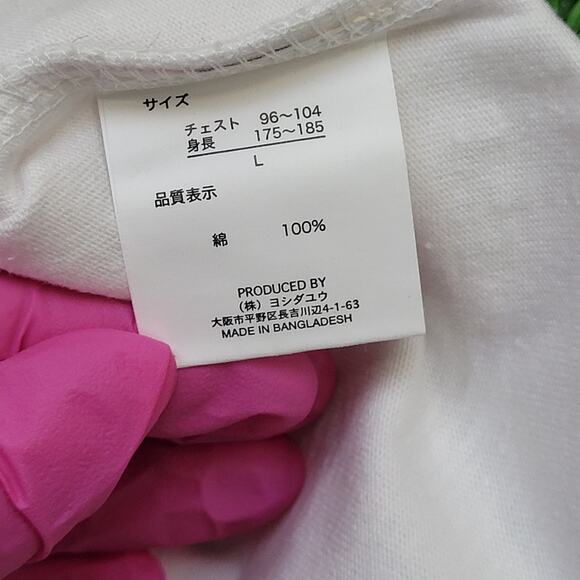 サイズ
チェスト 96〜104
身長 175〜185
L
品質表示
綿 100%
PRODUCED BY
(株) ヨシダユウ
大阪市平野区長吉川辺4-1-63
MADE IN BANGLADESH